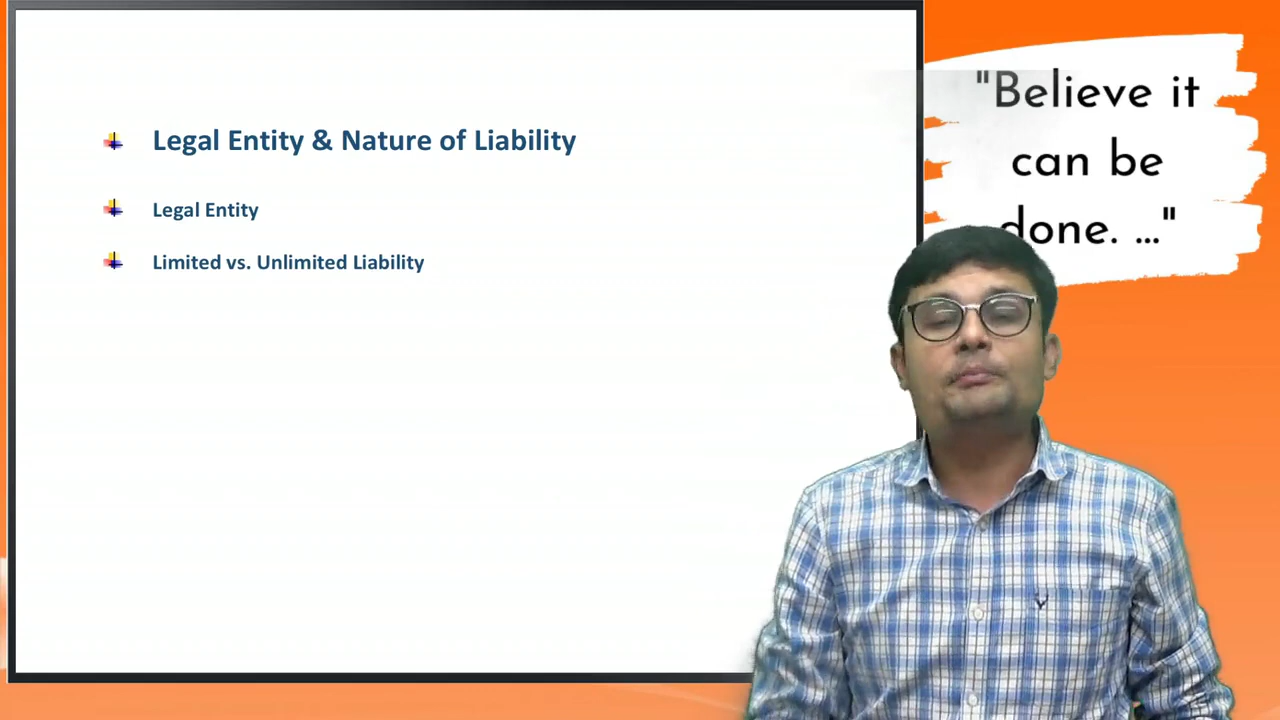 Legal Entity & Nature of Liability
Legal Entity
Limited vs. Unlimited Liability
"Believe it
can be
done. ..."